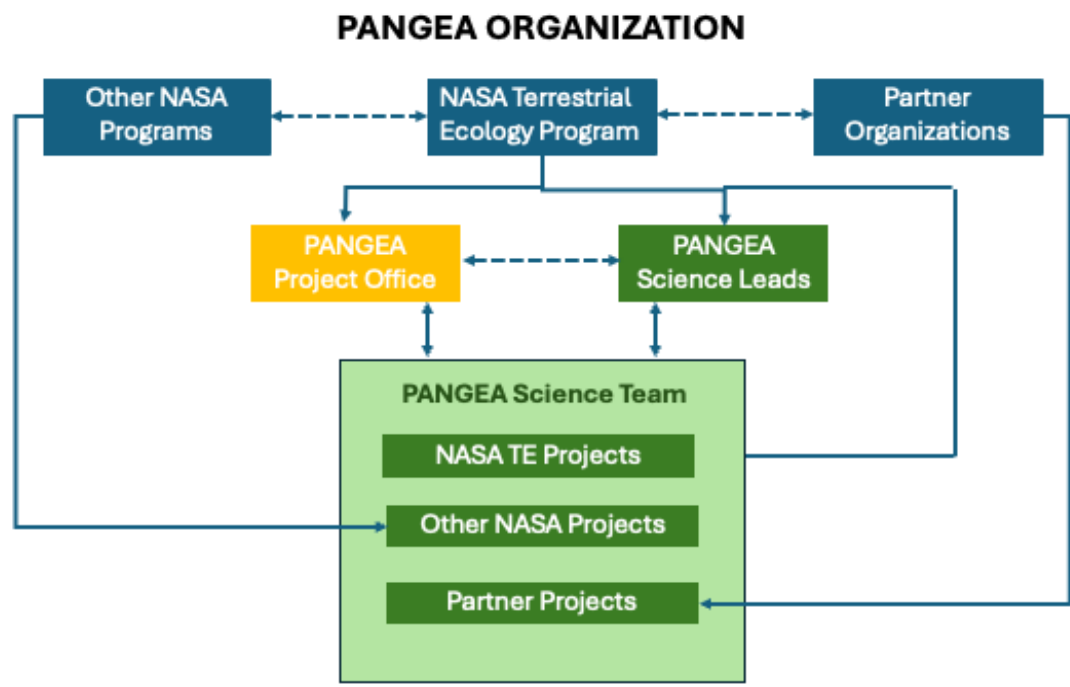 PANGEA ORGANIZATION
Other NASA
Programs
NASA Terrestrial
Ecology Program
Partner
Organizations
PANGEA
Project Office
PANGEA
Science Leads
PANGEA Science Team
NASA TE Projects
Other NASA Projects
Partner Projects